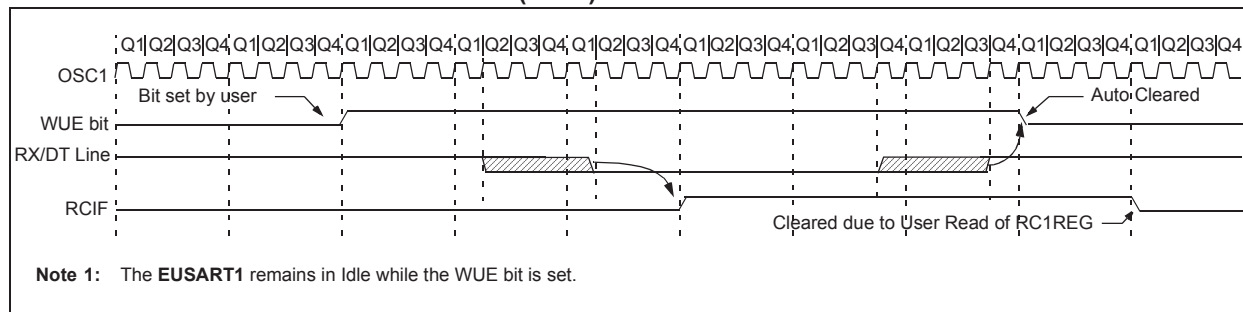 Q1|Q2|Q3|Q4 Q1|Q2|Q3|Q4 Q1|Q2|Q3|Q4 Q1|Q2|Q3|Q4 Q1|Q2|Q3|Q4 Q1|Q2|Q3|Q4 Q1|Q2|Q3|Q4 Q1|Q2|Q3|Q4 Q1|Q2|Q3|Q4 Q1|Q2|Q3|Q4
OSC1
Bit set by user
Auto Cleared
WUE bit
RX/DT Line
RCIF
Cleared due to User Read of RC1REG
Note 1: The EUSART1 remains in Idle while the WUE bit is set.